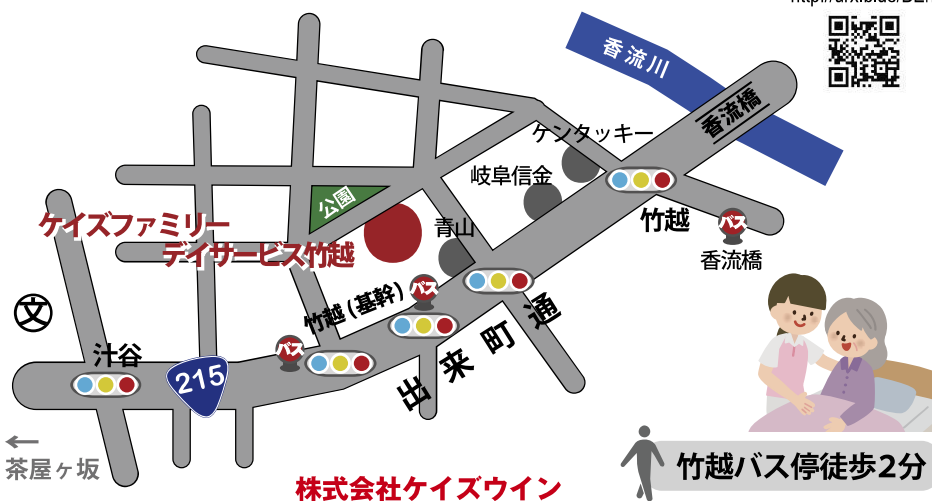 香流川
香流橋
ケンタッキー
岐阜信金
公園
竹越
バス
香流橋
青山
ケイズファミリー
デイサービス竹越
竹越(基幹)
バス
バス
文
汁谷
215
出来町通
茶屋ヶ坂
竹越バス停徒歩2分
株式会社ケイズウイン